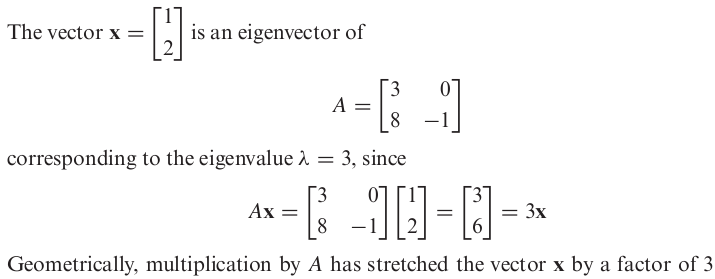 The vector x = [1 2] is an eigenvector of
A = [3 0 8 −1]
corresponding to the eigenvalue λ = 3, since
Ax = [3 0 8 −1] [1 2] = [3 6] = 3x
Geometrically, multiplication by A has stretched the vector x by a factor of 3